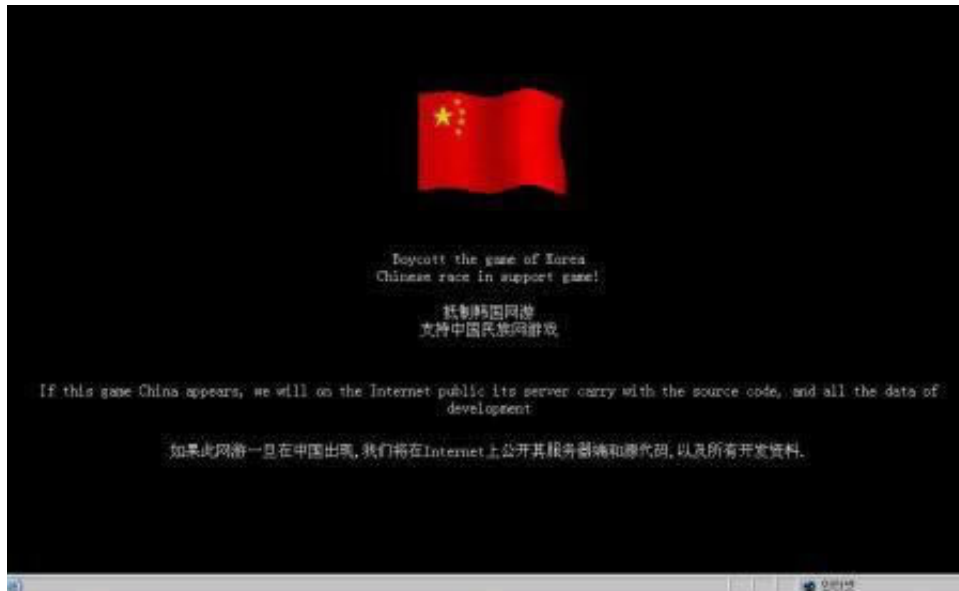 Boycott the game of Korea
Chinese race in support game!
抵制韩国网游
支持中国民族网游戏
If this game China appears, we will on the Internet public its server carry with the source code, and all the data of
development
如果此网游一旦在中国出现,我们将在Internet上公开其服务器端和源代码,以及所有开发资料.
인터넷